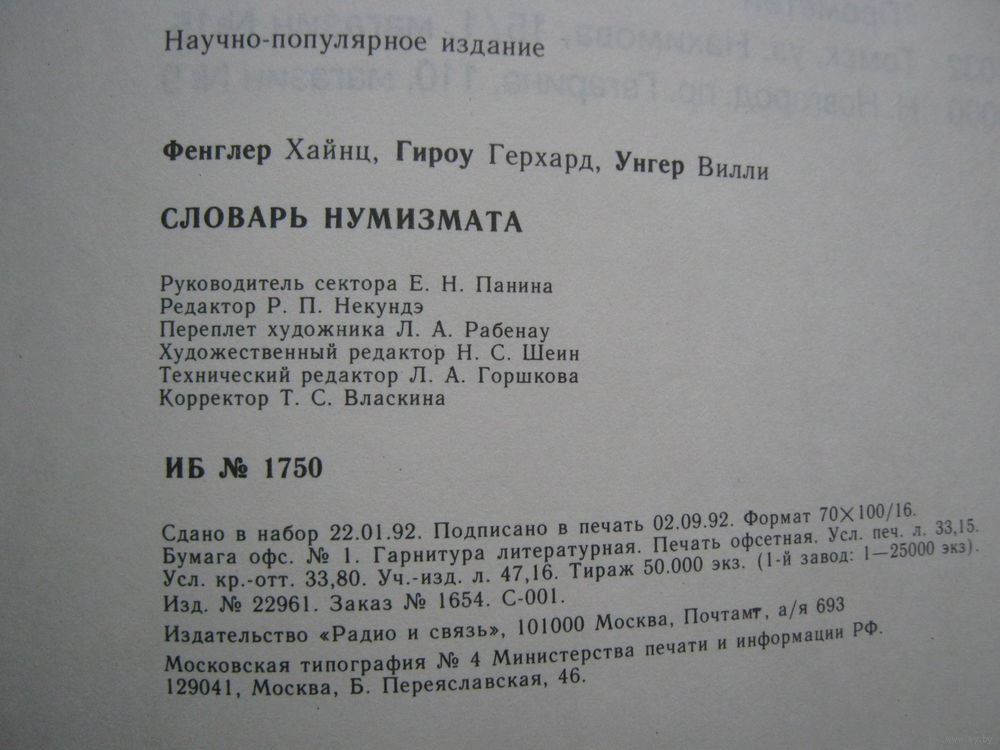 Научно-популярное издание
Фенглер Хайнц, Гироу Герхард, Унгер Вилли
СЛОВАРЬ НУМИЗМАТА
Руководитель сектора Е. Н. Панина
Редактор Р. П. Некундэ
Переплет художника Л. А. Рабенау
Художественный редактор Н. С. Шеин
Технический редактор Л. А. Горшкова
Корректор Т. С. Власкина
ИБ № 1750
Сдано в набор 22.01.92. Подписано в печать 02.09.92. Формат 70×100/16.
Бумага офс. № 1. Гарнитура литературная. Печать офсетная. Усл. печ. л. 33,15.
Усл. кр.-отт. 33,80. Уч.-изд. л. 47,16. Тираж 50.000 экз. (1-й завод: 1—25000 экз).
Изд. № 22961. Заказ № 1654. С-001.
Издательство «Радио и связь», 101000 Москва, Почтамт, а/я 693
Московская типография № 4 Министерства печати и информации РФ.
129041, Москва, Б. Переяславская, 46.